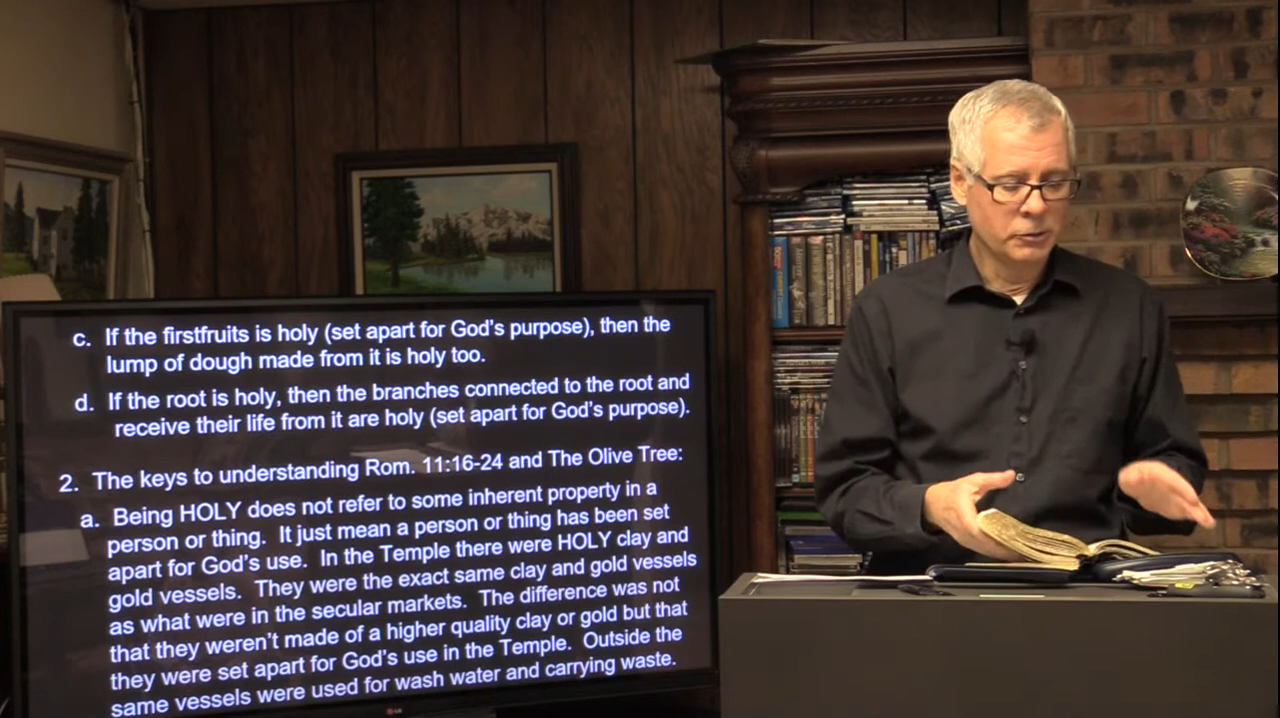 c. If the firstfruits is holy (set apart for God's purpose), then the
lump of dough made from it is holy too.
d. If the root is holy, then the branches connected to the root and
receive their life from it are holy (set apart for God's purpose).
2. The keys to understanding Rom. 11:16-24 and The Olive Tree:
a. Being HOLY does not refer to some inherent property in a
person or thing. It just mean a person or thing has been set
apart for God's use. In the Temple there were HOLY clay and
gold vessels. They were the exact same clay and gold vessels
as what were in the secular markets. The difference was not
that they weren't made of a higher quality clay or gold but that
they were set apart for God's use in the Temple. Outside the
same vessels were used for wash water and carrying waste.
LG